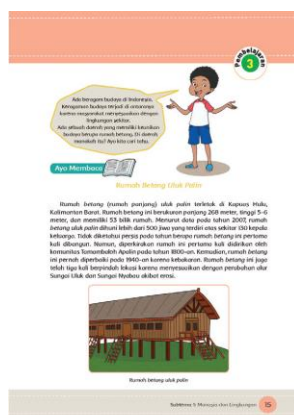 Pembelajaran
3
Ada beragam budaya di Indonesia.
Keragaman budaya terjadi di antaranya
karena masyarakat menyesuaikan dengan
lingkungan sekitar.
Ada sebuah daerah yang memiliki keunikan
budaya berupa rumah betang. Di daerah
manakah itu? Ayo kita cari tahu.
Ayo Membaca
Rumah Betang Uluk Palin
Rumah betang (rumah panjang) uluk palin terletak di Kapuas Hulu,
Kalimantan Barat. Rumah betang ini berukuran panjang 268 meter, tinggi 5-6
meter, dan memiliki 53 bilik rumah. Menurut data pada tahun 2007, rumah
betang uluk palin dihuni lebih dari 500 jiwa yang terdiri atas sekitar 130 kepala
keluarga. Tidak diketahui persis pada tahun berapa rumah betang ini pertama
kali dibangun. Namun, diperkirakan rumah ini pertama kali didirikan oleh
komunitas Tamambaloh Apalin pada tahun 1800-an. Kemudian, rumah betang
ini pernah diperbaiki pada 1940-an karena kebakaran. Rumah betang ini juga
telah tiga kali berpindah lokasi karena menyesuaikan dengan perubahan alur
Sungai Uluk dan Sungai Nyabau akibat erosi.
Rumah betang uluk palin
Subtema 1: Manusia dan Lingkungan
15